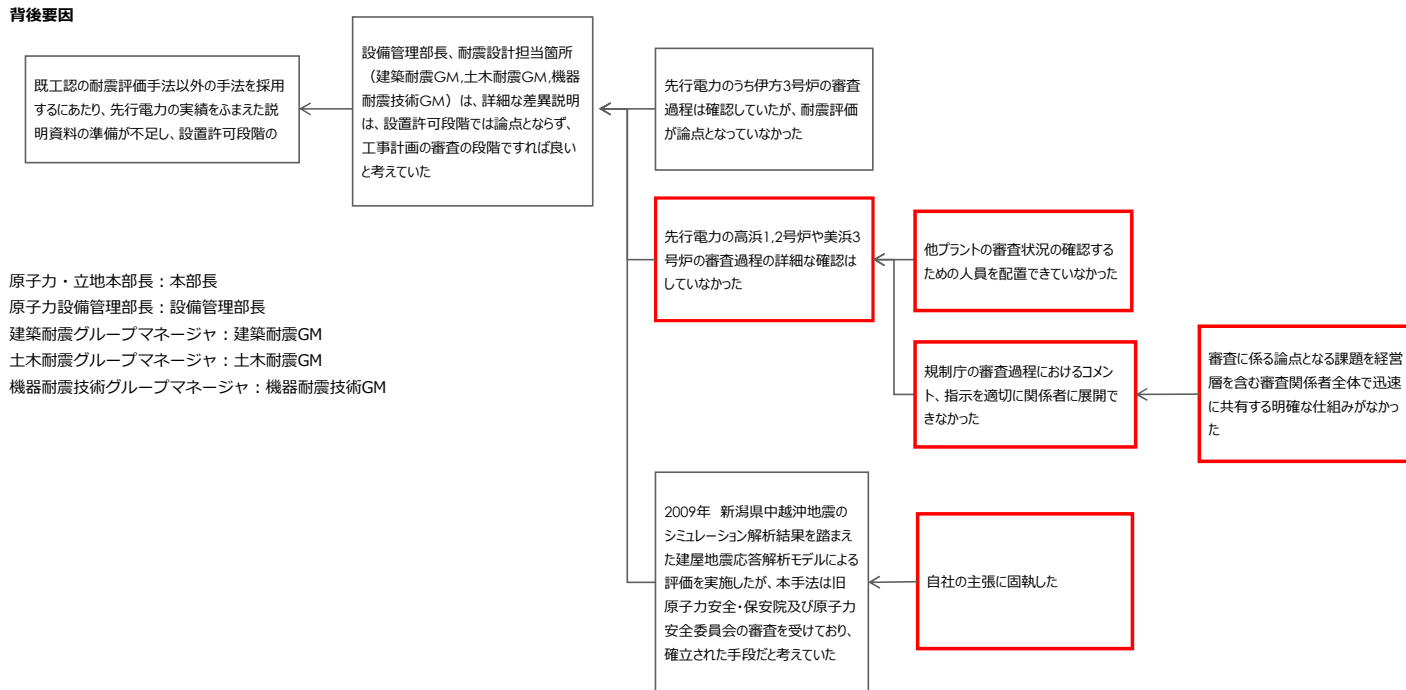 背後要因
既工認の耐震評価手法以外の手法を採用
するにあたり、先行電力の実績をふまえた説
明資料の準備が不足し、設置許可段階の
設備管理部長、耐震設計担当箇所
（建築耐震GM,土木耐震GM,機器
耐震技術GM）は、詳細な差異説明
は、設置許可段階では論点とならず、
工事計画の審査の段階ですれば良い
と考えていた
先行電力のうち伊方3号炉の審査
過程は確認していたが、耐震評価
が論点となっていなかった
先行電力の高浜1,2号炉や美浜3
号炉の審査過程の詳細な確認は
していなかった
他プラントの審査状況の確認する
ための人員を配置できていなかった
原子力・立地本部長：本部長
原子力設備管理部長：設備管理部長
建築耐震グループマネージャ：建築耐震GM
土木耐震グループマネージャ：土木耐震GM
機器耐震技術グループマネージャ：機器耐震技術GM
規制庁の審査過程におけるコメン
ト、指示を適切に関係者に展開で
きなかった
審査に係る論点となる課題を経営
層を含む審査関係者全体で迅速
に共有する明確な仕組みがなかっ
た
2009年　新潟県中越沖地震の
シミュレーション解析結果を踏まえ
た建屋地震応答解析モデルによる
評価を実施したが、本手法は旧
原子力安全・保安院及び原子力
安全委員会の審査を受けており、
確立された手段だと考えていた
自社の主張に固執した